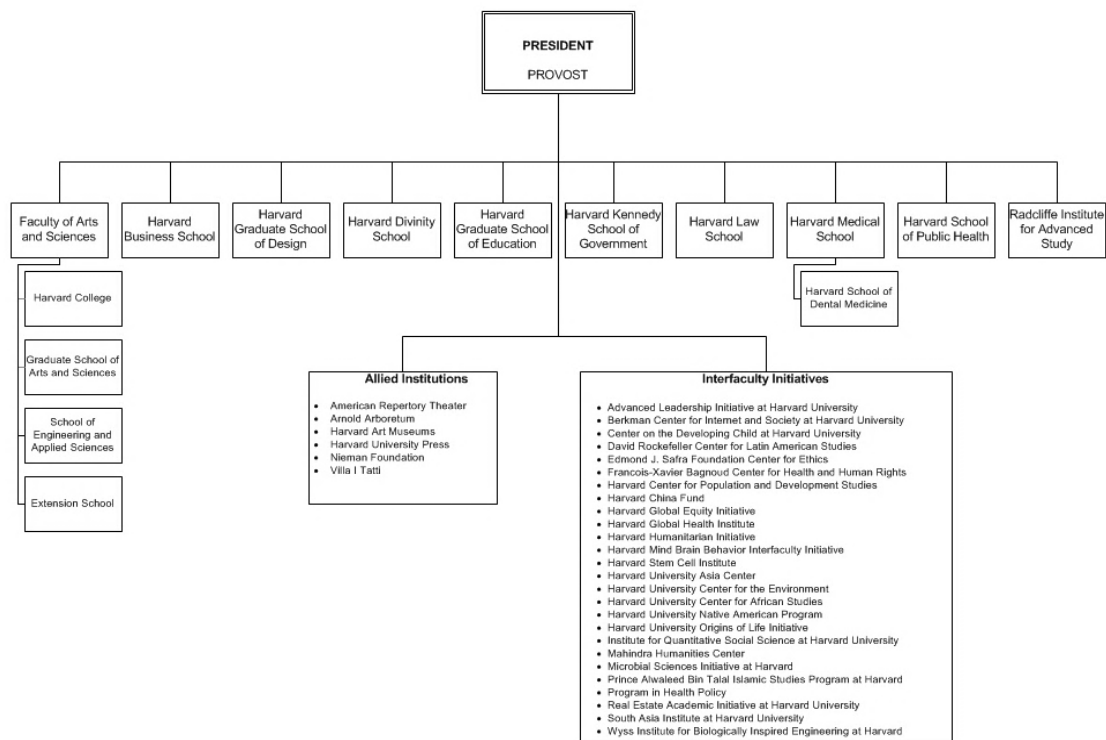 PRESIDENT
PROVOST
Faculty of Arts
and Sciences
Harvard
Business School
Harvard
Graduate School
of Design
Harvard Divinity
School
Harvard
Graduate School
of Education
Harvard Kennedy
School of
Government
Harvard Law
School
Harvard Medical
School
Harvard School
of Public Health
Radcliffe Institute
for Advanced
Study
Harvard College
Graduate School of
Arts and Sciences
School of
Engineering and
Applied Sciences
Extension School
Harvard School of
Dental Medicine
Allied Institutions
• American Repertory Theater
• Arnold Arboretum
• Harvard Art Museums
• Harvard University Press
• Nieman Foundation
• Villa I Tatti
Interfaculty Initiatives
• Advanced Leadership Initiative at Harvard University
• Berkman Center for Internet and Society at Harvard University
• Center on the Developing Child at Harvard University
• David Rockefeller Center for Latin American Studies
• Edmond J. Safra Foundation Center for Ethics
• Francois-Xavier Bagnoud Center for Health and Human Rights
• Harvard Center for Population and Development Studies
• Harvard China Fund
• Harvard Global Equity Initiative
• Harvard Global Health Institute
• Harvard Humanitarian Initiative
• Harvard Mind Brain Behavior Interfaculty Initiative
• Harvard Stem Cell Institute
• Harvard University Asia Center
• Harvard University Center for the Environment
• Harvard University Center for African Studies
• Harvard University Native American Program
• Harvard University Origins of Life Initiative
• Institute for Quantitative Social Science at Harvard University
• Mahindra Humanities Center
• Microbial Sciences Initiative at Harvard
• Prince Alwaleed Bin Talal Islamic Studies Program at Harvard
• Program in Health Policy
• Real Estate Academic Initiative at Harvard University
• South Asia Institute at Harvard University
• Wyss Institute for Biologically Inspired Engineering at Harvard